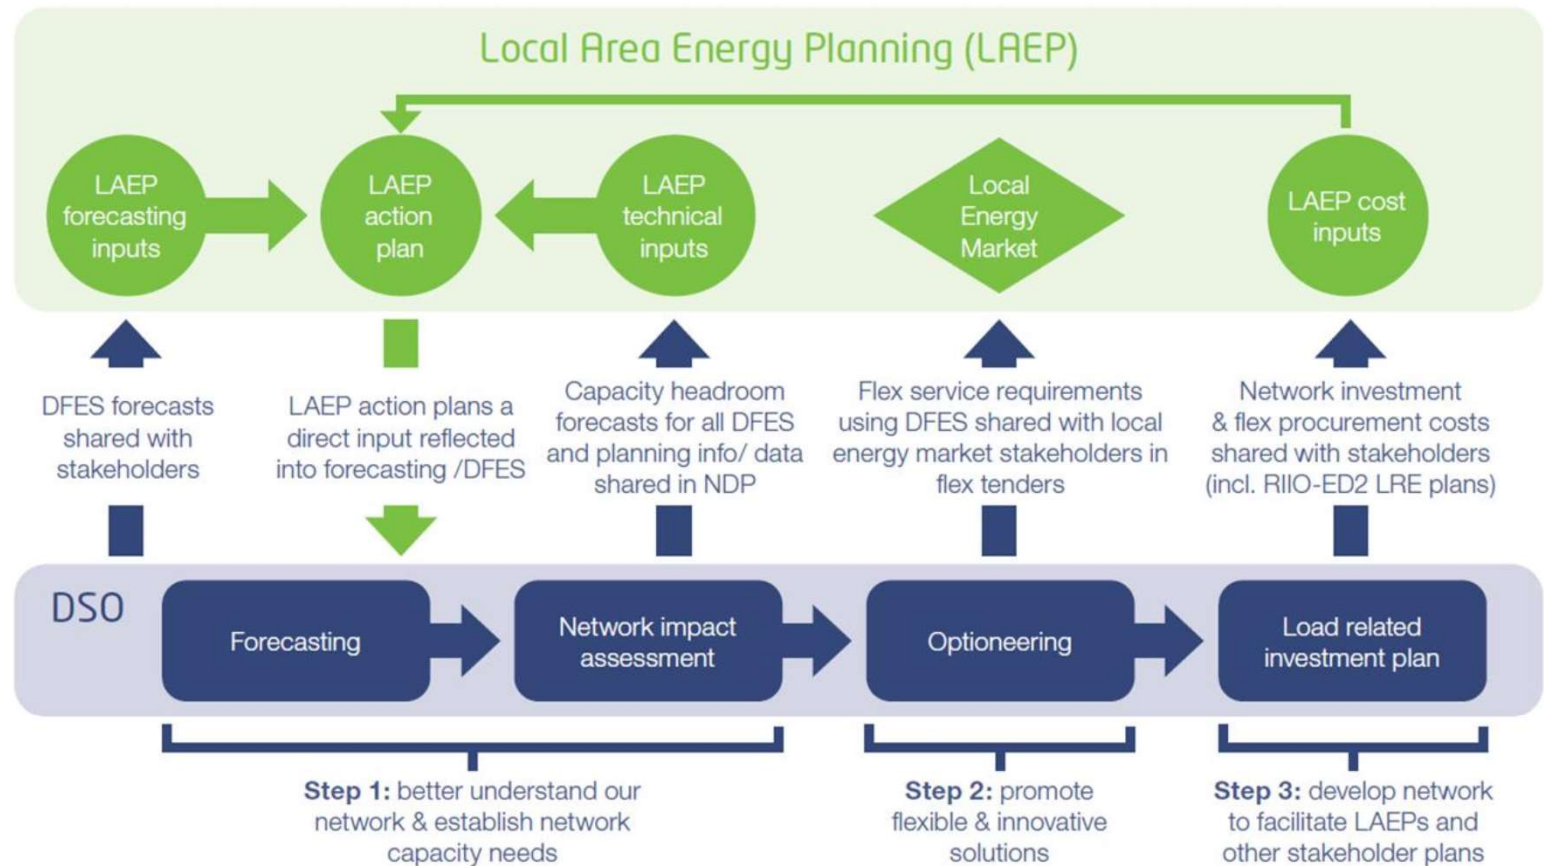 Local Area Energy Planning (LAEP)
LAEP
forecasting
inputs
LAEP
action
plan
LAEP
technical
inputs
Local
Energy
Market
LAEP cost
inputs
DFES forecasts
shared with
stakeholders
LAEP action plans a
direct input reflected
into forecasting /DFES
Capacity headroom
forecasts for all DFES
and planning info/ data
shared in NDP
Flex service requirements
using DFES shared with local
energy market stakeholders in
flex tenders
Network investment
& flex procurement costs
shared with stakeholders
(incl. RIIO-ED2 LRE plans)
DSO
Forecasting
Network impact
assessment
Optioneering
Load related
investment plan
Step 1: better understand our
network & establish network
capacity needs
Step 2: promote
flexible & innovative
solutions
Step 3: develop network
to facilitate LAEPs and
other stakeholder plans